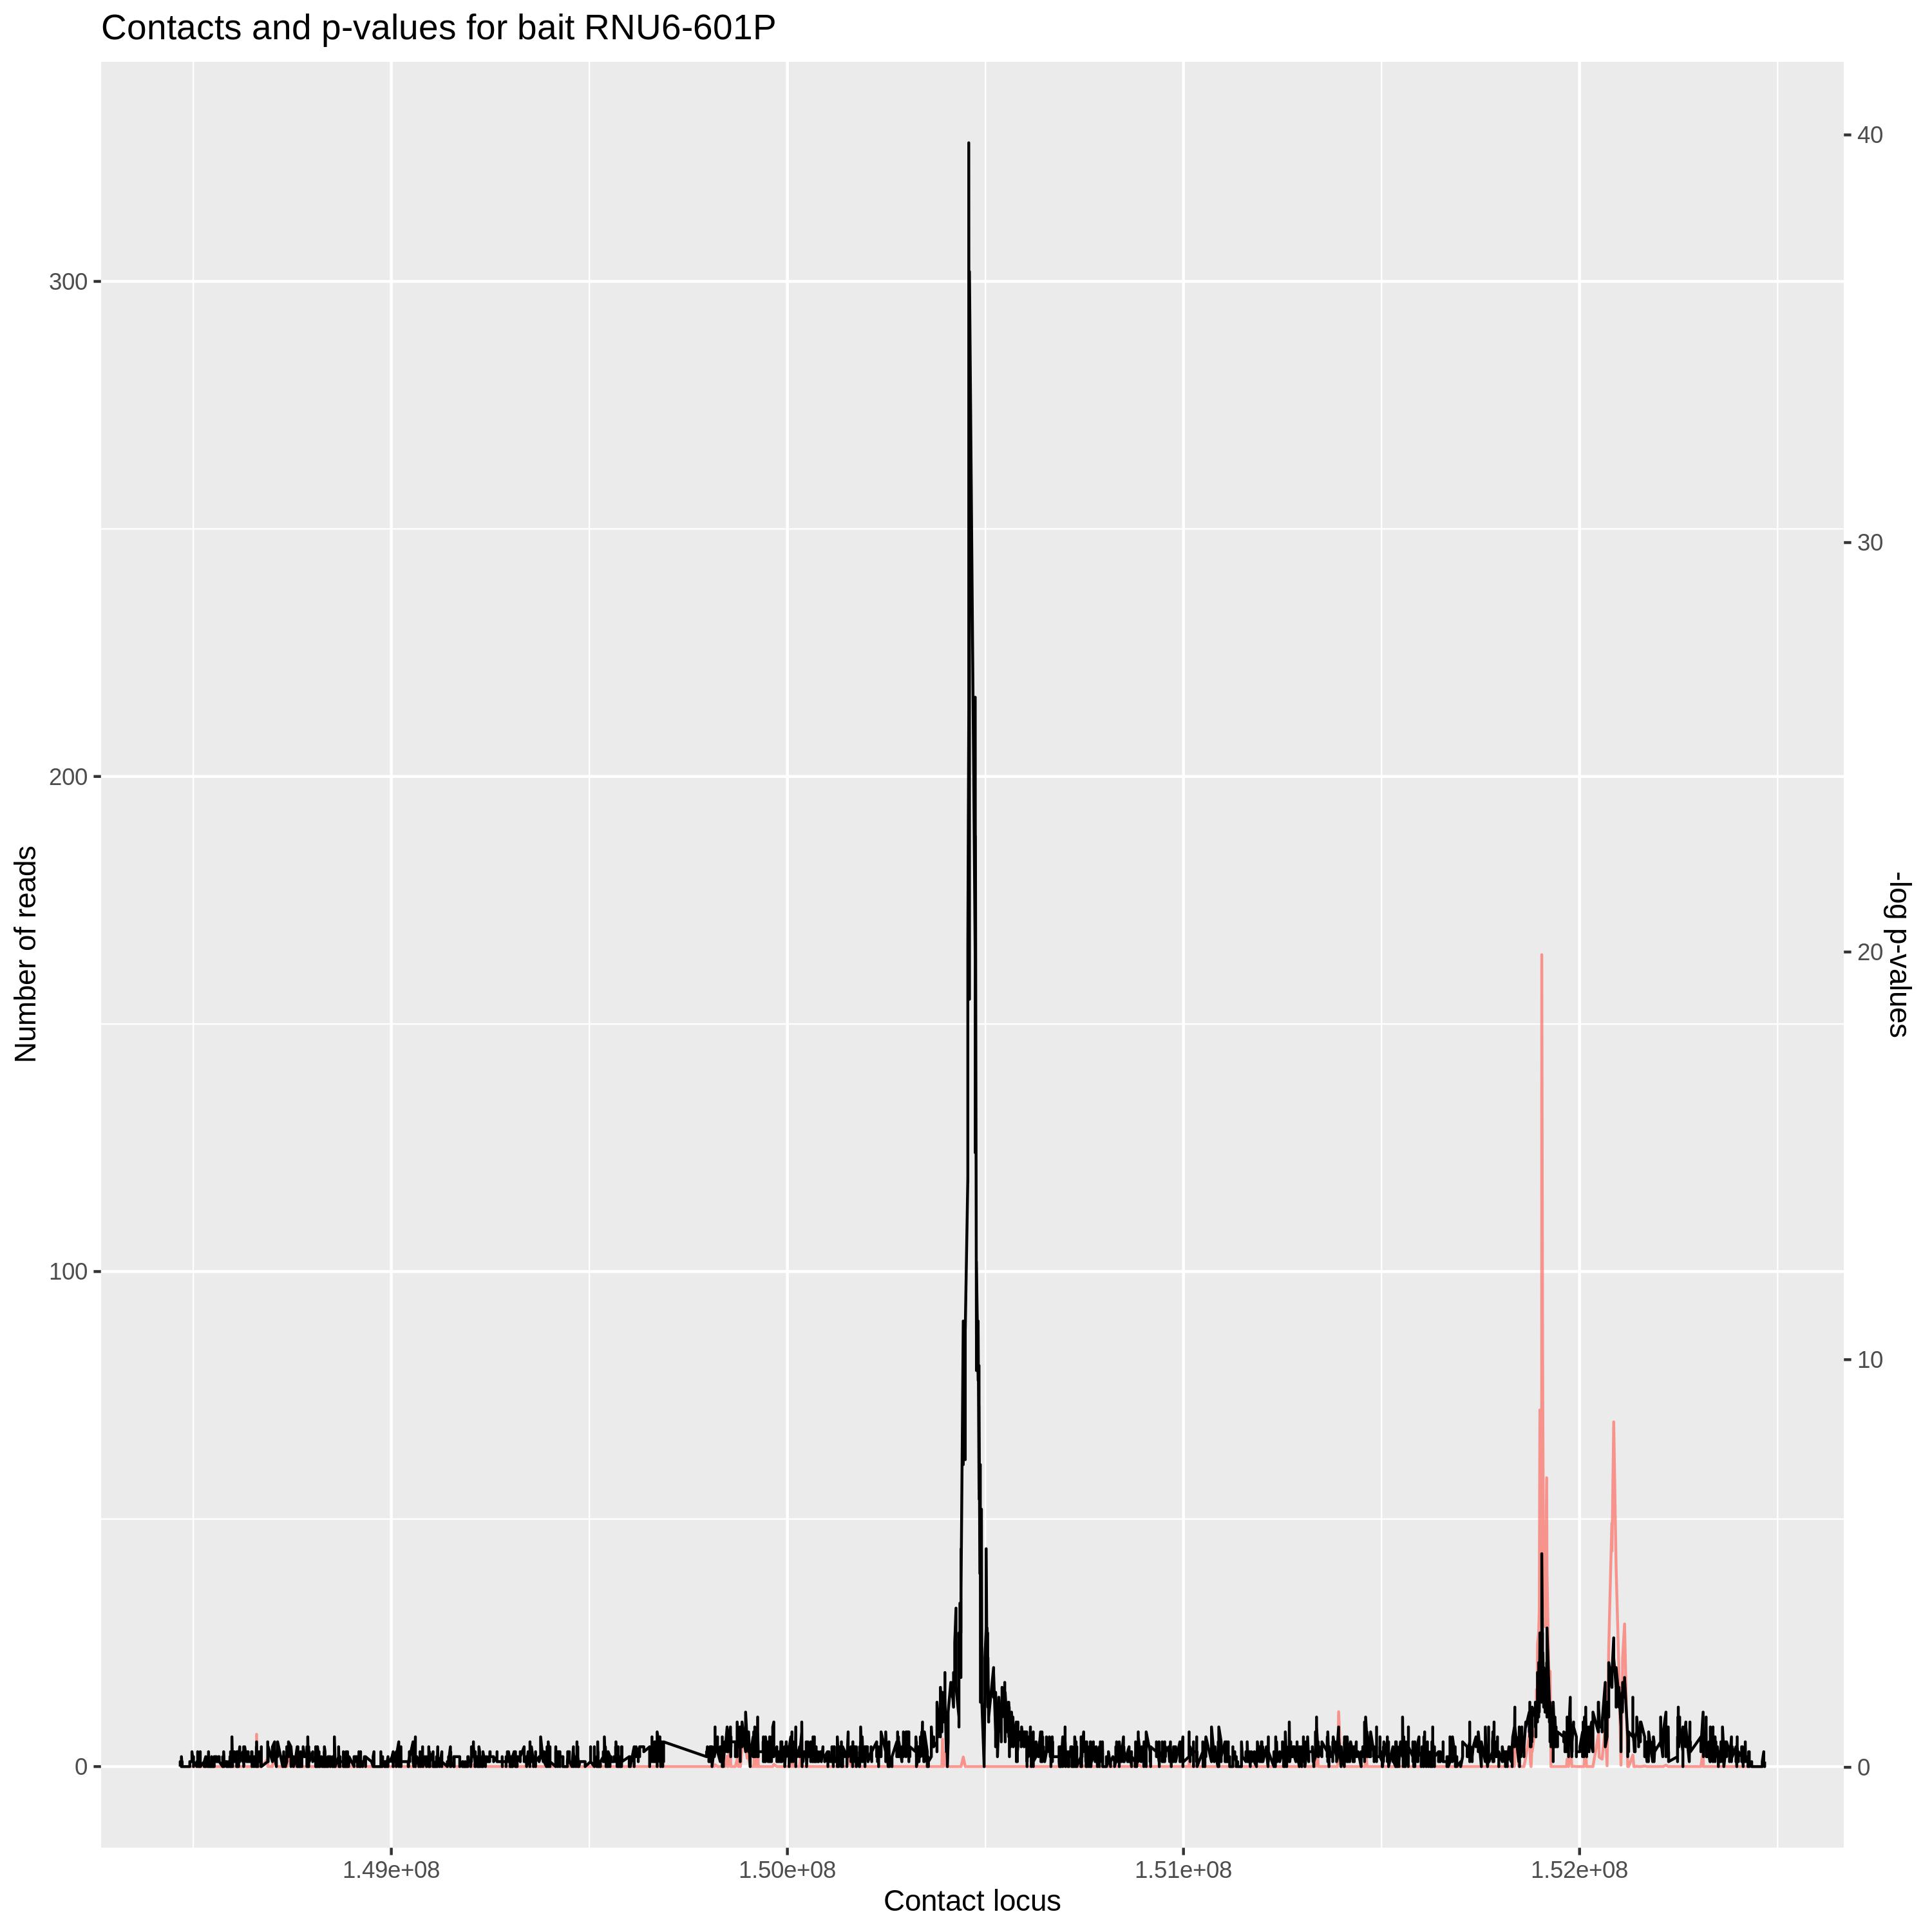 Contacts and p-values for bait RNU6-601P
300
200
100
0
40
30
20
10
0
Number of reads
-log p-values
1.49e+08
1.50e+08
1.51e+08
1.52e+08
Contact locus